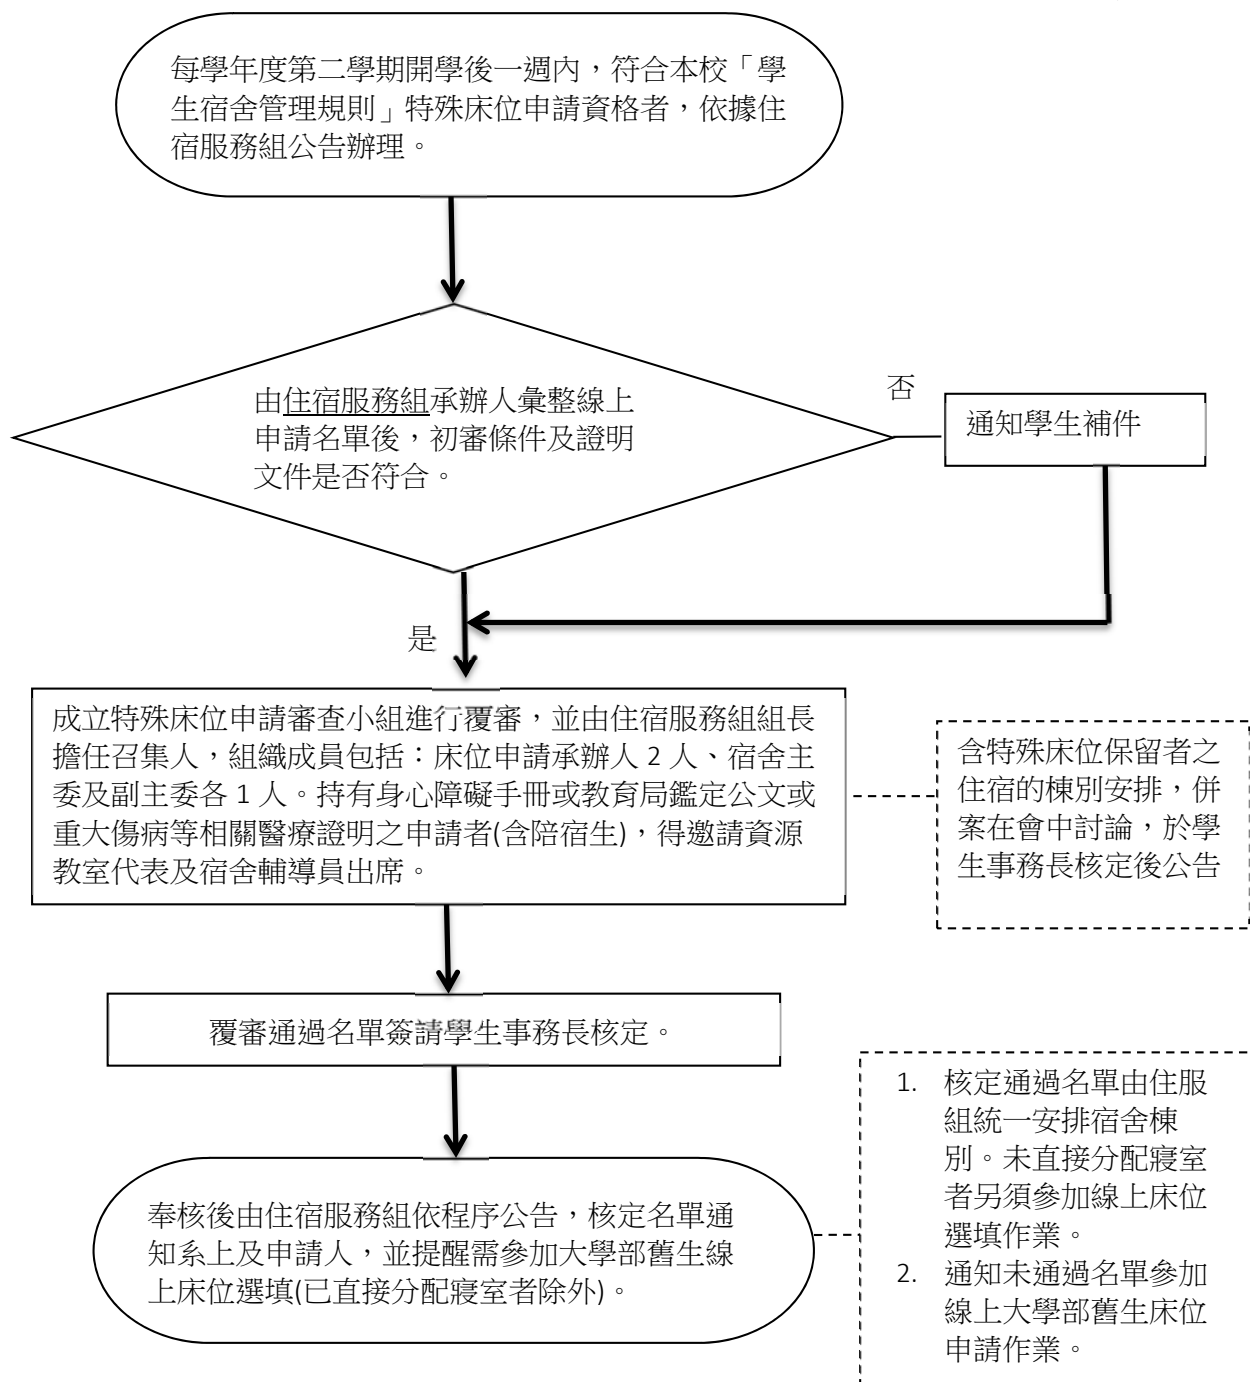 每學年度第二學期開學後一週內，符合本校「學
生宿舍管理規則」特殊床位申請資格者，依據住
宿服務組公告辦理。
由住宿服務組承辦人彙整線上
申請名單後，初審條件及證明
文件是否符合。
否
通知學生補件
是
成立特殊床位申請審查小組進行覆審，並由住宿服務組組長
擔任召集人，組織成員包括：床位申請承辦人 2 人、宿舍主
委及副主委各 1 人。持有身心障礙手冊或教育局鑑定公文或
重大傷病等相關醫療證明之申請者(含陪宿生)，得邀請資源
教室代表及宿舍輔導員出席。
含特殊床位保留者之
住宿的棟別安排，併
案在會中討論，於學
生事務長核定後公告
覆審通過名單簽請學生事務長核定。
奉核後由住宿服務組依程序公告，核定名單通
知系上及申請人，並提醒需參加大學部舊生線
上床位選填(已直接分配寢室者除外)。
1. 核定通過名單由住服
組統一安排宿舍棟
別。未直接分配寢室
者另須參加線上床位
選填作業。
2. 通知未通過名單參加
線上大學部舊生床位
申請作業。